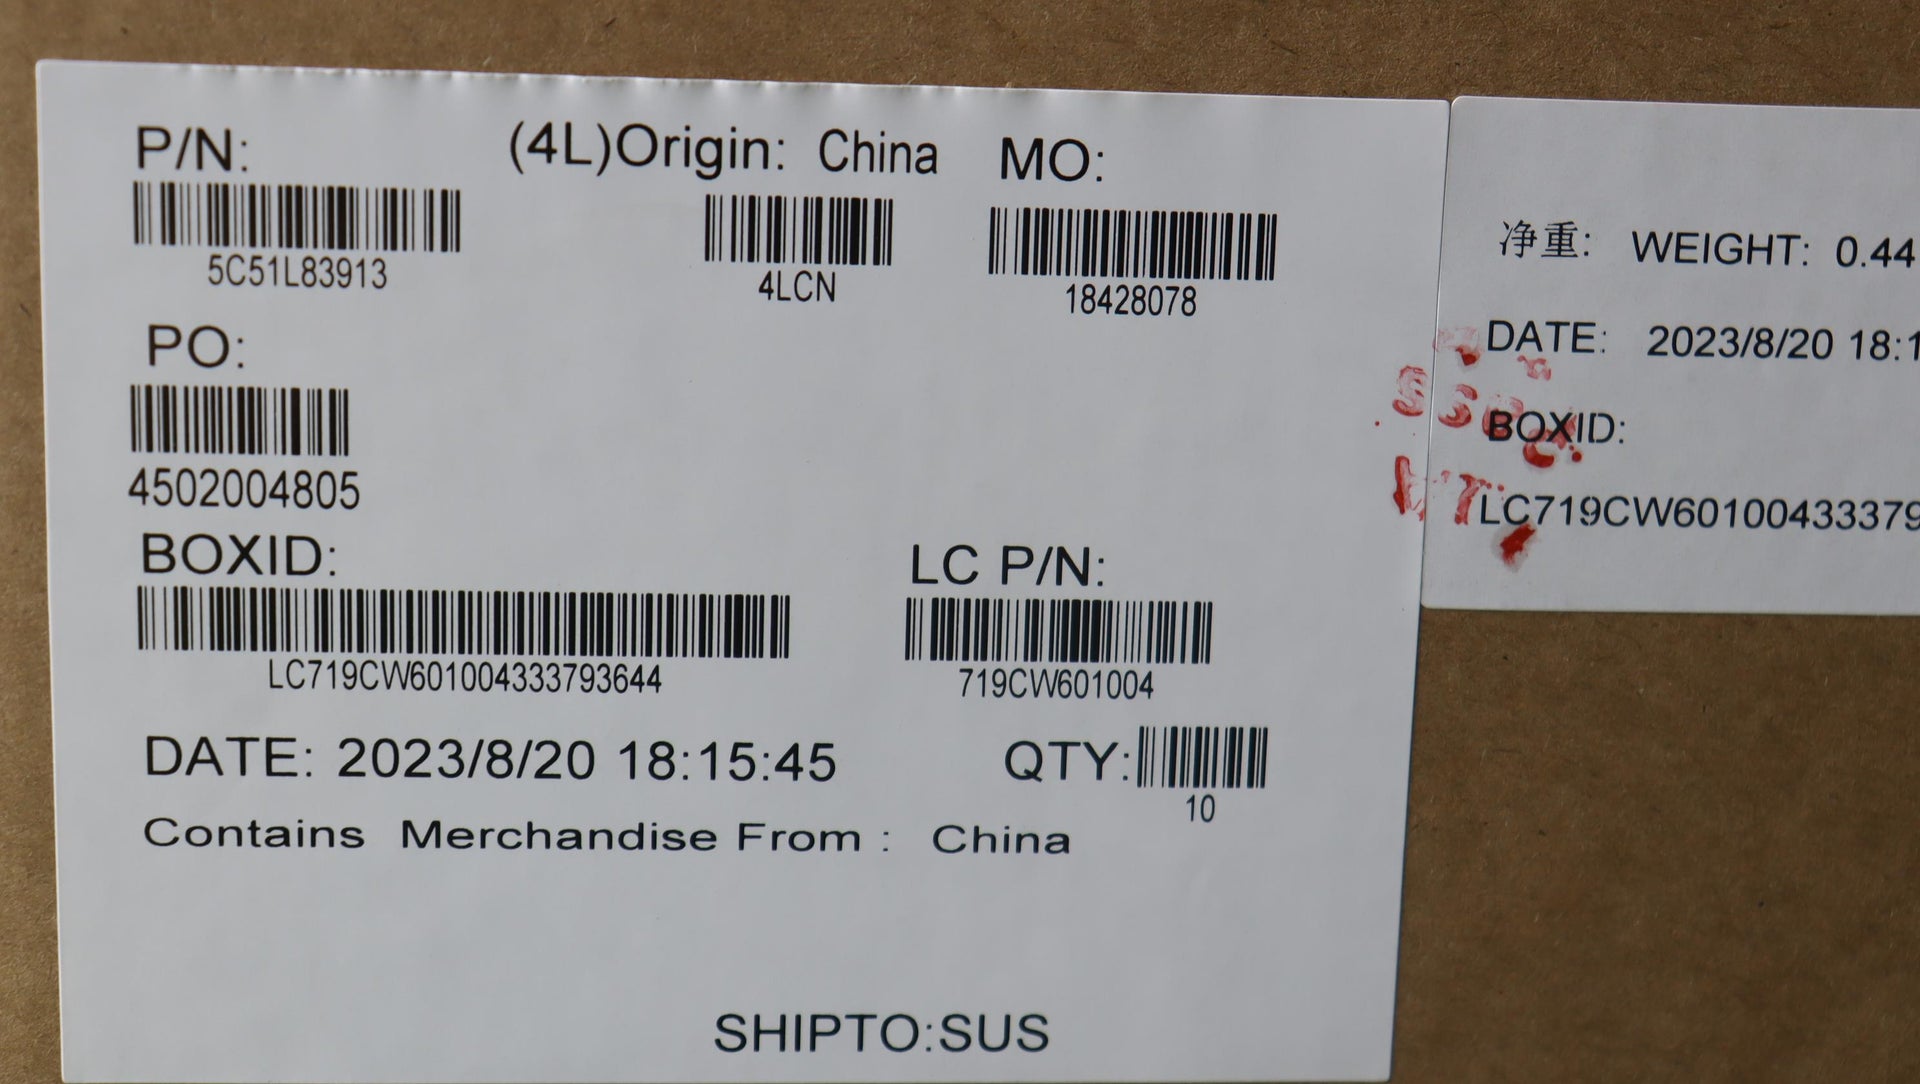 P/N: (4L)Origin: China MO:
5C51L83913 4LCN 18428078
PO:
4502004805
BOXID: LC P/N:
LC719CW601004333793644 719CW601004
DATE: 2023/8/20 18:15:45 QTY:
10
Contains Merchandise From : China
SHIPTO:SUS
净重: WEIGHT: 0.44
DATE: 2023/8/20 18:1
BOXID:
LC719CW60100433379